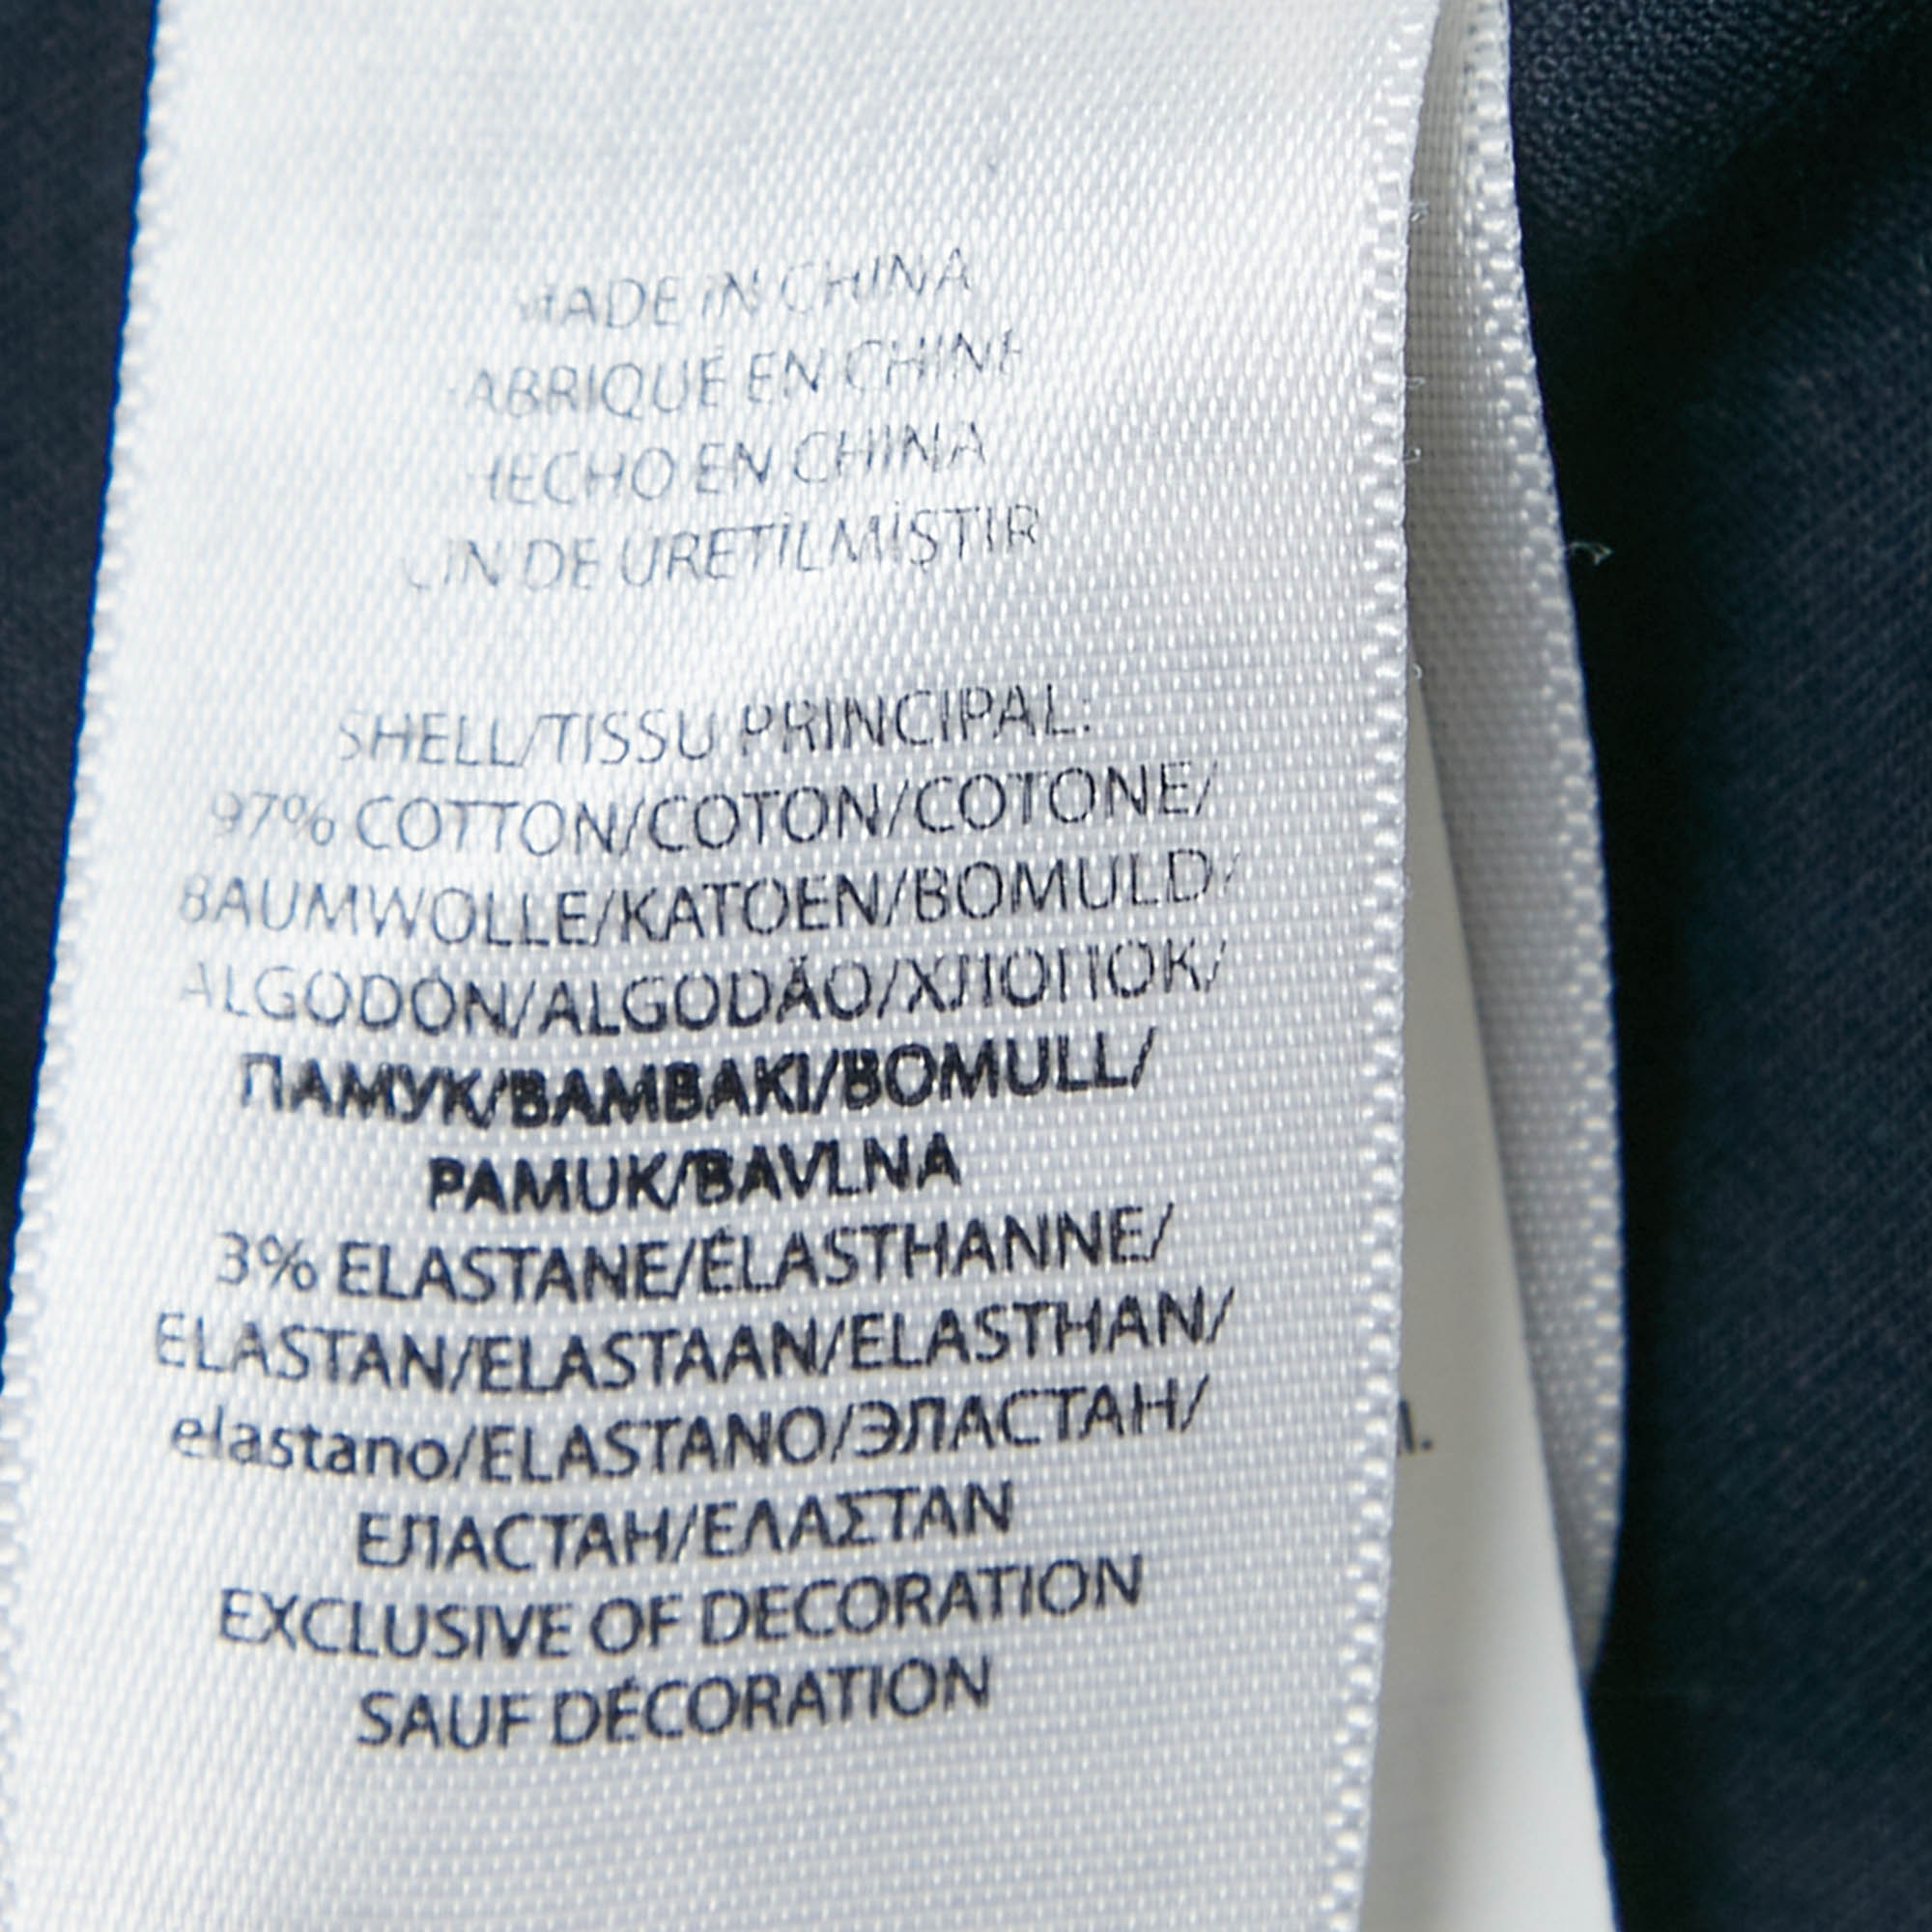 MADE IN CHINA
FABRIQUÉ EN CHINE
HECHO EN CHINA
ÇIN DE ÜRETİLMİŞTIR
SHELL/TISSU PRINCIPAL:
97% COTTON/COTON/COTONE/
BAUMWOLLE/KATOEN/BOMULD/
ALGODÓN/ALGODÃO/ХЛОПОК/
ПАМУК/BAMBAKI/BOMULL/
PAMUK/BAVLNA
3% ELASTANE/ÉLASTHANNE/
ELASTAN/ELASTAAN/ELASTHAN/
elastano/ELASTANO/ЭЛАСТАН/
ЕЛАСТАН/ΕΛΑΣΤΑΝ
EXCLUSIVE OF DECORATION
SAUF DÉCORATION